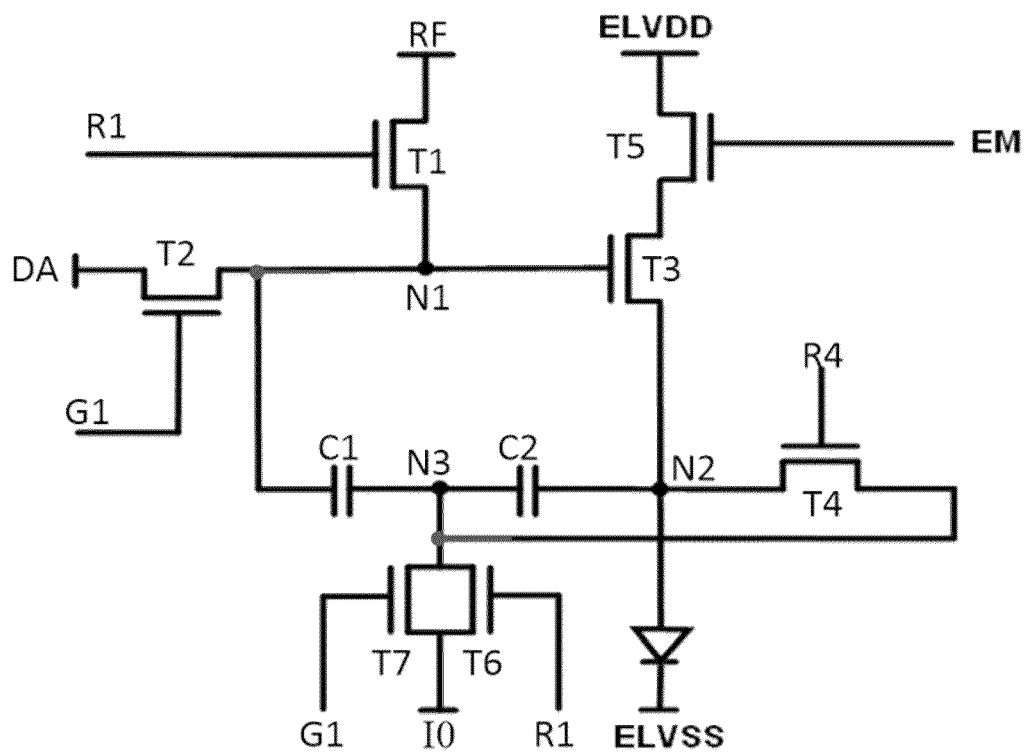 RF
ELVDD
R1
T1
T5
EM
DA
T2
N1
T3
G1
R4
C1
N3
C2
N2
T4
T7
T6
G1
I0
R1
ELVSS